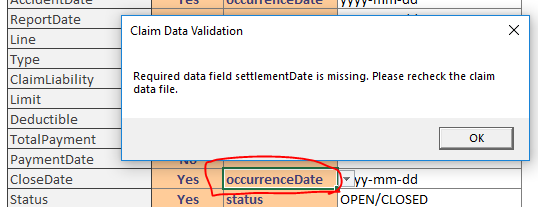 AccidentDate Yes occurrenceDate yyyy-mm-dd
ReportDate
Claim Data Validation
Line
Type
Required data field settlementDate is missing. Please recheck the claim
data file.
ClaimLiability
Limit
Deductible
TotalPayment
OK
PaymentDate No
CloseDate Yes occurrenceDate yy-mm-dd
Status Yes status OPEN/CLOSED